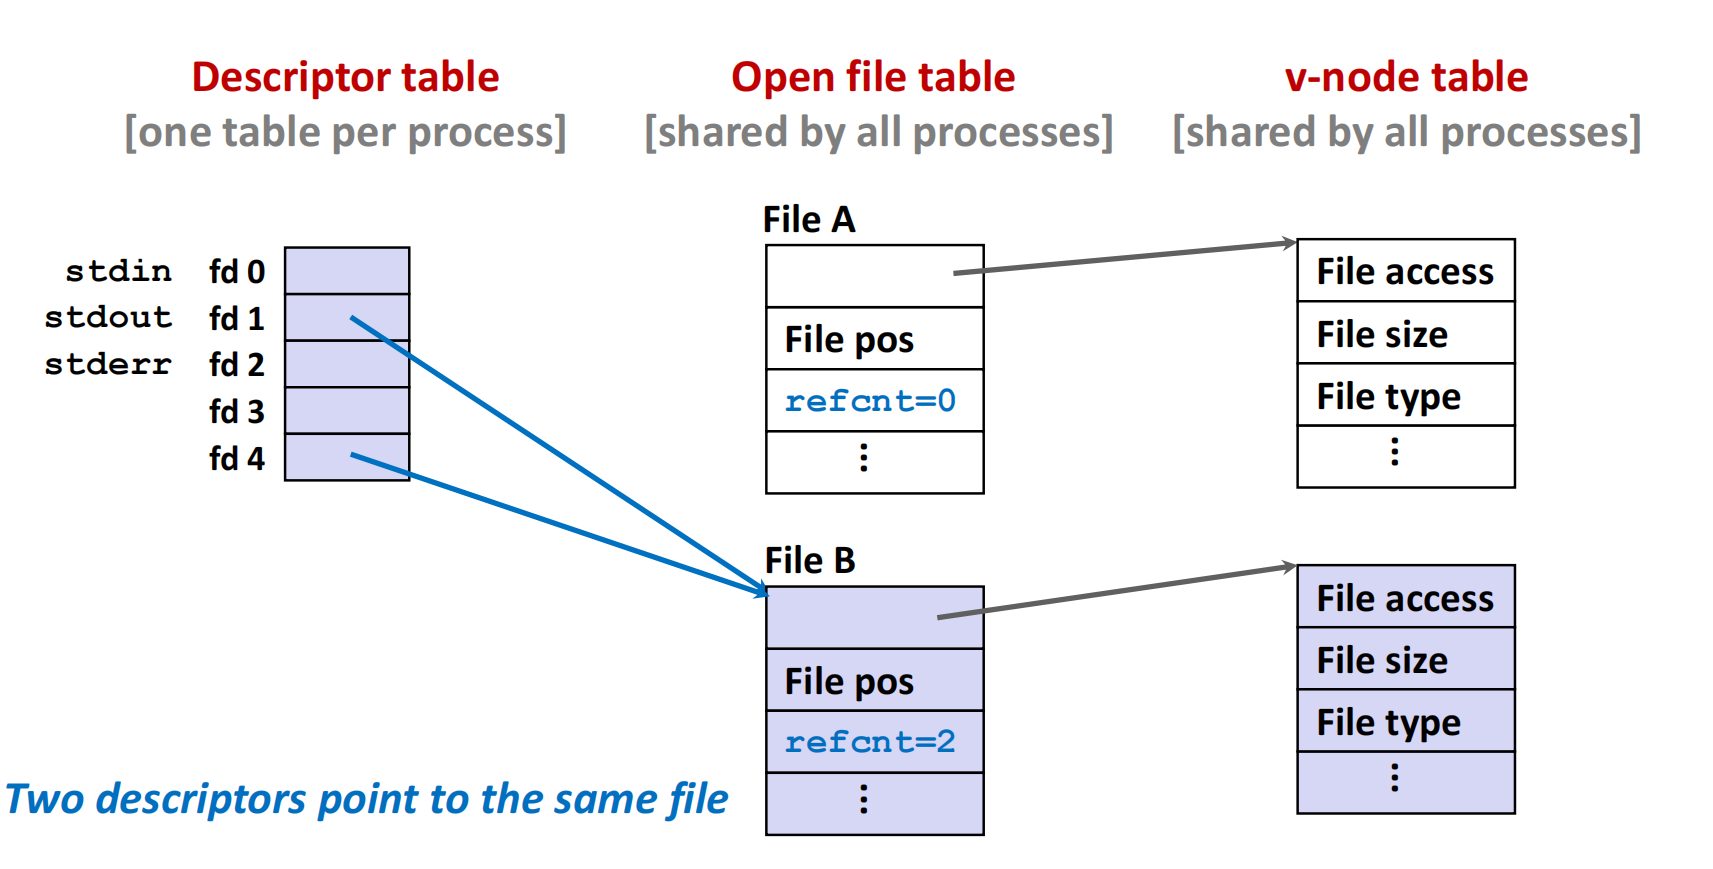 Descriptor table
[one table per process]
Open file table
[shared by all processes]
v-node table
[shared by all processes]
stdin fd 0
stdout fd 1
stderr fd 2
fd 3
fd 4
File A
File pos
refcnt=0
⋮
File access
File size
File type
⋮
File B
File pos
refcnt=2
⋮
File access
File size
File type
⋮
Two descriptors point to the same file